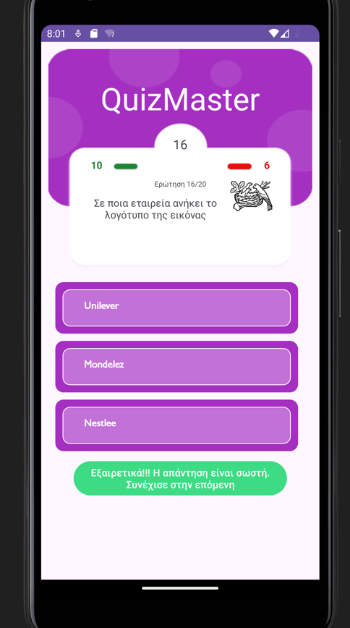 8:01
QuizMaster
16
10
6
Ερώτηση 16/20
Σε ποια εταιρεία ανήκει το
λογότυπο της εικόνας
Unilever
Mondelez
Nestlee
Εξαιρετικά!!! Η απάντηση είναι σωστή.
Συνέχισε στην επόμενη